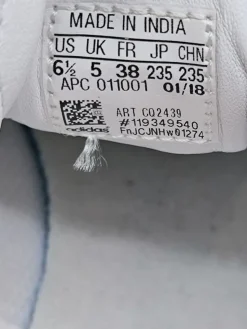 MADE IN INDIA
US UK FR JP CHN
6½ 5 38 235 235
APC 011001 01/18
ART CO2439
#119349540
adidas FnJCJNHw01274